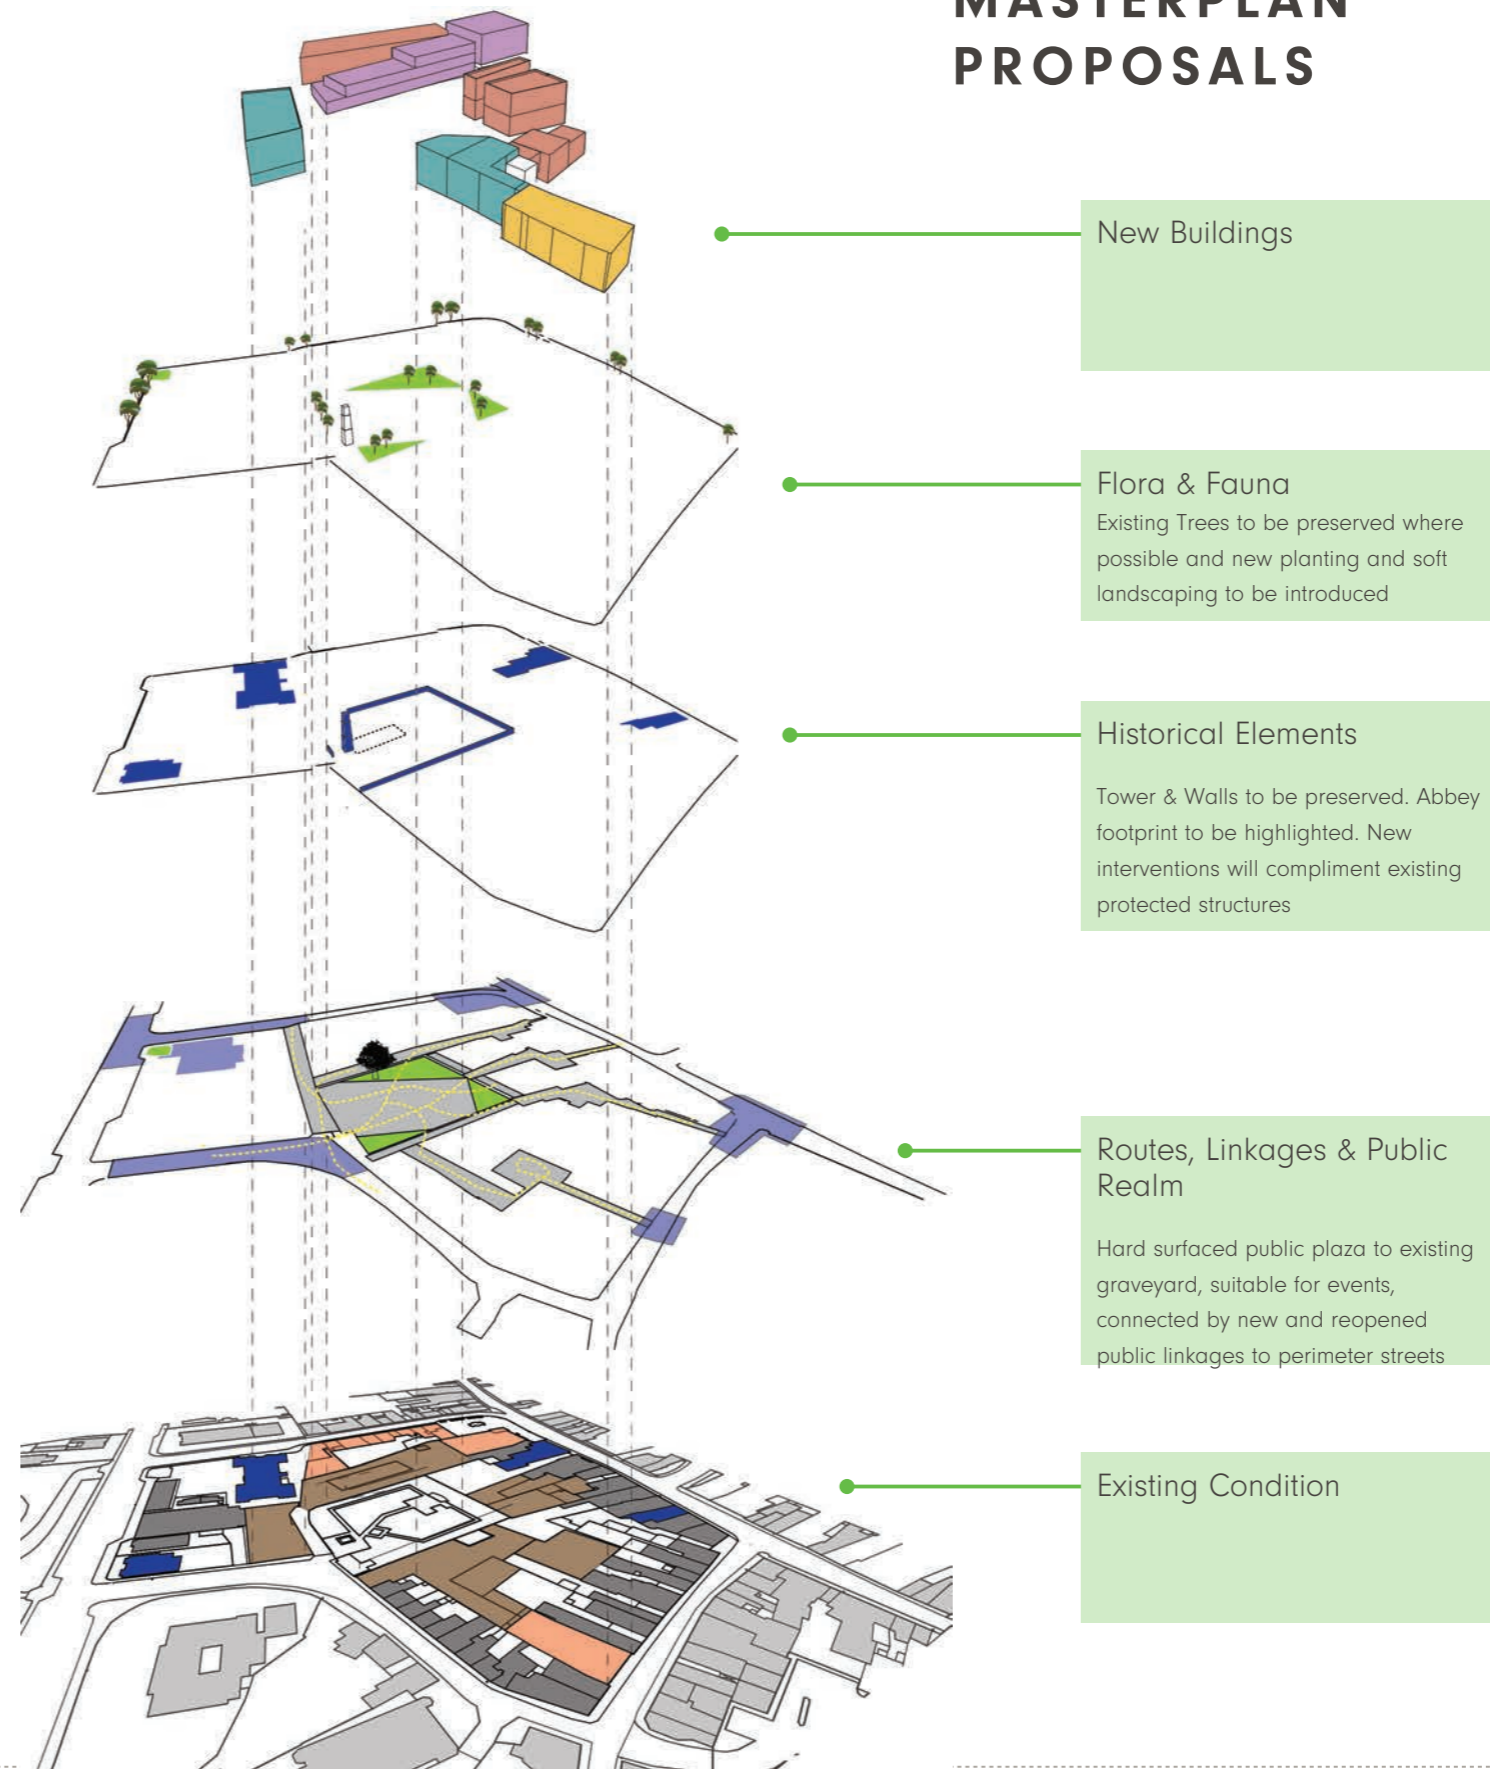 MASTERPLAN
PROPOSALS
New Buildings
Flora & Fauna
Existing Trees to be preserved where
possible and new planting and soft
landscaping to be introduced
Historical Elements
Tower & Walls to be preserved. Abbey
footprint to be highlighted. New
interventions will compliment existing
protected structures
Routes, Linkages & Public
Realm
Hard surfaced public plaza to existing
graveyard, suitable for events,
connected by new and reopened
public linkages to perimeter streets
Existing Condition